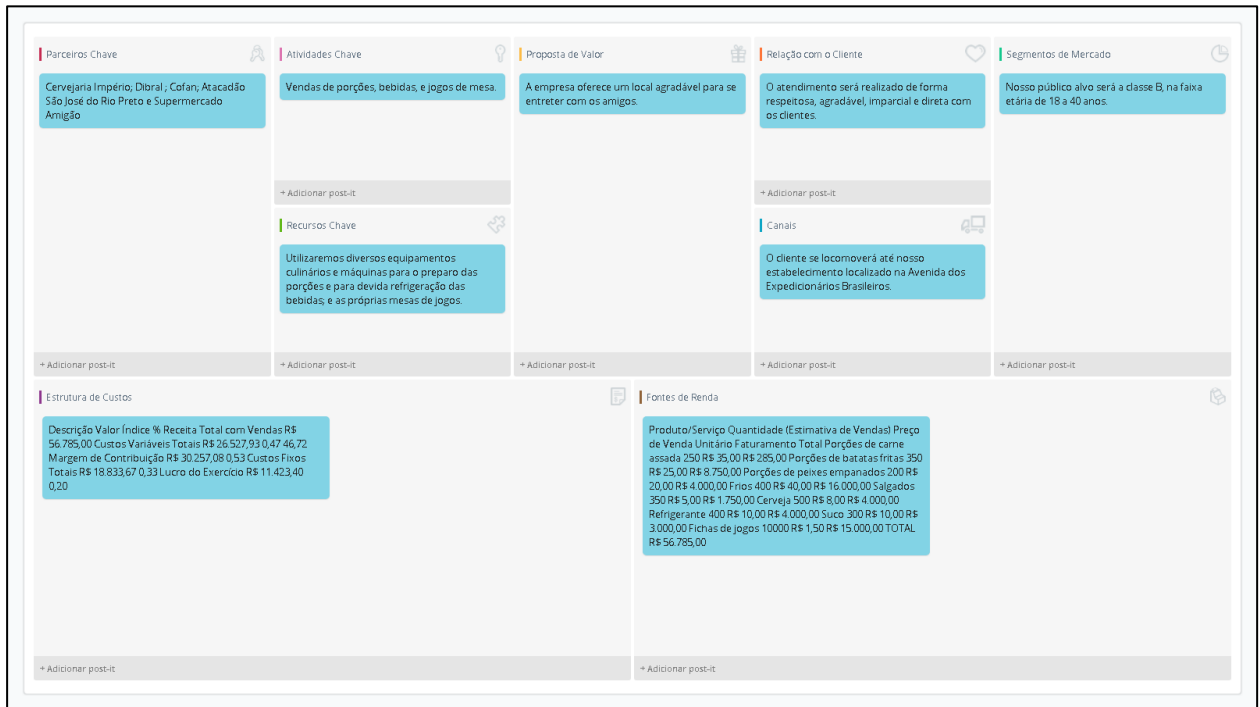 Parceiros Chave
Cervejaria Império; Dibral ; Cofan; Atacadão
São José do Rio Preto e Supermercado
Amigão
+ Adicionar post-it
Atividades Chave
Vendas de porções, bebidas, e jogos de mesa.
+ Adicionar post-it
Recursos Chave
Utilizaremos diversos equipamentos
culinários e máquinas para o preparo das
porções e para devida refrigeração das
bebidas; e as próprias mesas de jogos.
+ Adicionar post-it
Proposta de Valor
A empresa oferece um local agradável para se
entreter com os amigos.
+ Adicionar post-it
Relação com o Cliente
O atendimento será realizado de forma
respeitosa, agradável, imparcial e direta com
os clientes.
+ Adicionar post-it
Canais
O cliente se locomoverá até nosso
estabelecimento localizado na Avenida dos
Expedicionários Brasileiros.
+ Adicionar post-it
Segmentos de Mercado
Nosso público alvo será a classe B, na faixa
etária de 18 a 40 anos.
+ Adicionar post-it
Estrutura de Custos
Descrição Valor Índice % Receita Total com Vendas R$
56.785,00 Custos Variáveis Totais R$ 26.527,93 0,47 46,72
Margem de Contribuição R$ 30.257,08 0,53 Custos Fixos
Totais R$ 18.833,67 0,33 Lucro do Exercício R$ 11.423,40
0,20
+ Adicionar post-it
Fontes de Renda
Produto/Serviço Quantidade (Estimativa de Vendas) Preço
de Venda Unitário Faturamento Total Porções de carne
assada 250 R$ 35,00 R$ 285,00 Porções de batatas fritas 350
R$ 25,00 R$ 8.750,00 Porções de peixes empanados 200 R$
20,00 R$ 4.000,00 Frios 400 R$ 40,00 R$ 16.000,00 Salgados
350 R$ 5,00 R$ 1.750,00 Cerveja 500 R$ 8,00 R$ 4.000,00
Refrigerante 400 R$ 10,00 R$ 4.000,00 Suco 300 R$ 10,00 R$
3.000,00 Fichas de jogos 10000 R$ 1,50 R$ 15.000,00 TOTAL
R$ 56.785,00
+ Adicionar post-it